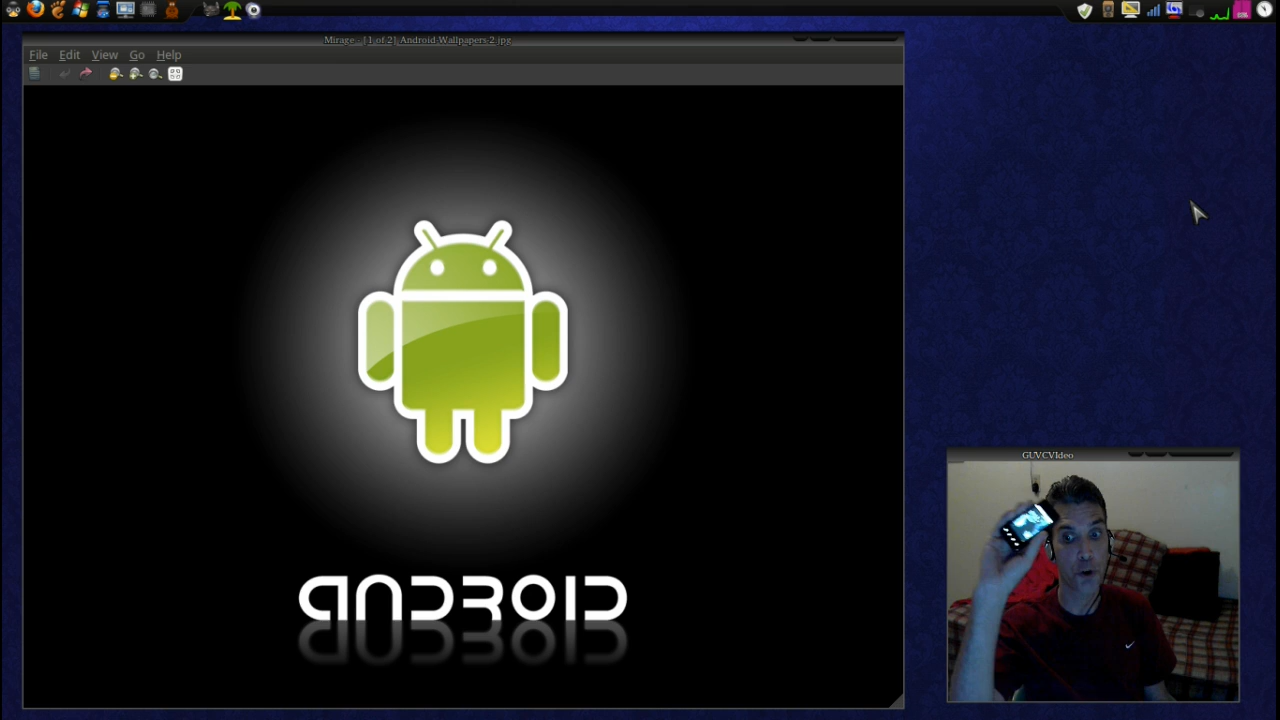 Mirage - [1 of 2] Android-Wallpapers-2.jpg
File Edit View Go Help
ANDROID
GUVCVIdeo